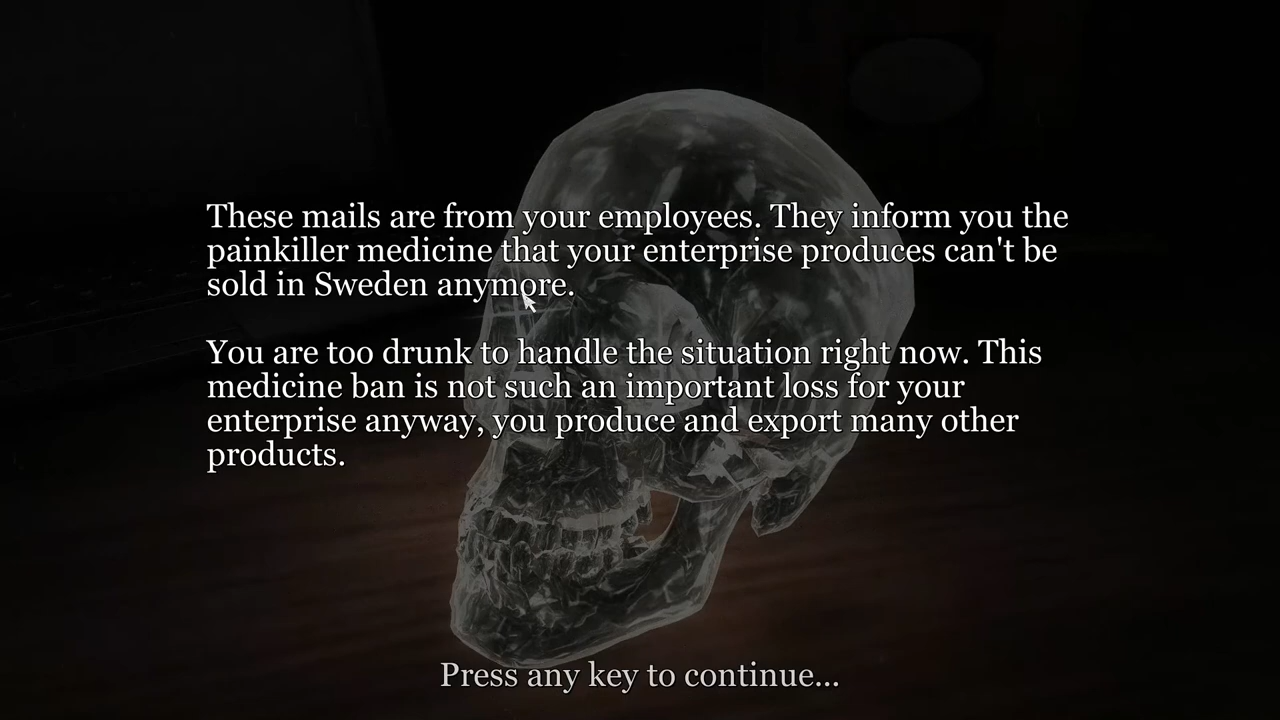 These mails are from your employees. They inform you the
painkiller medicine that your enterprise produces can't be
sold in Sweden anymore.
You are too drunk to handle the situation right now. This
medicine ban is not such an important loss for your
enterprise anyway, you produce and export many other
products.
Press any key to continue...